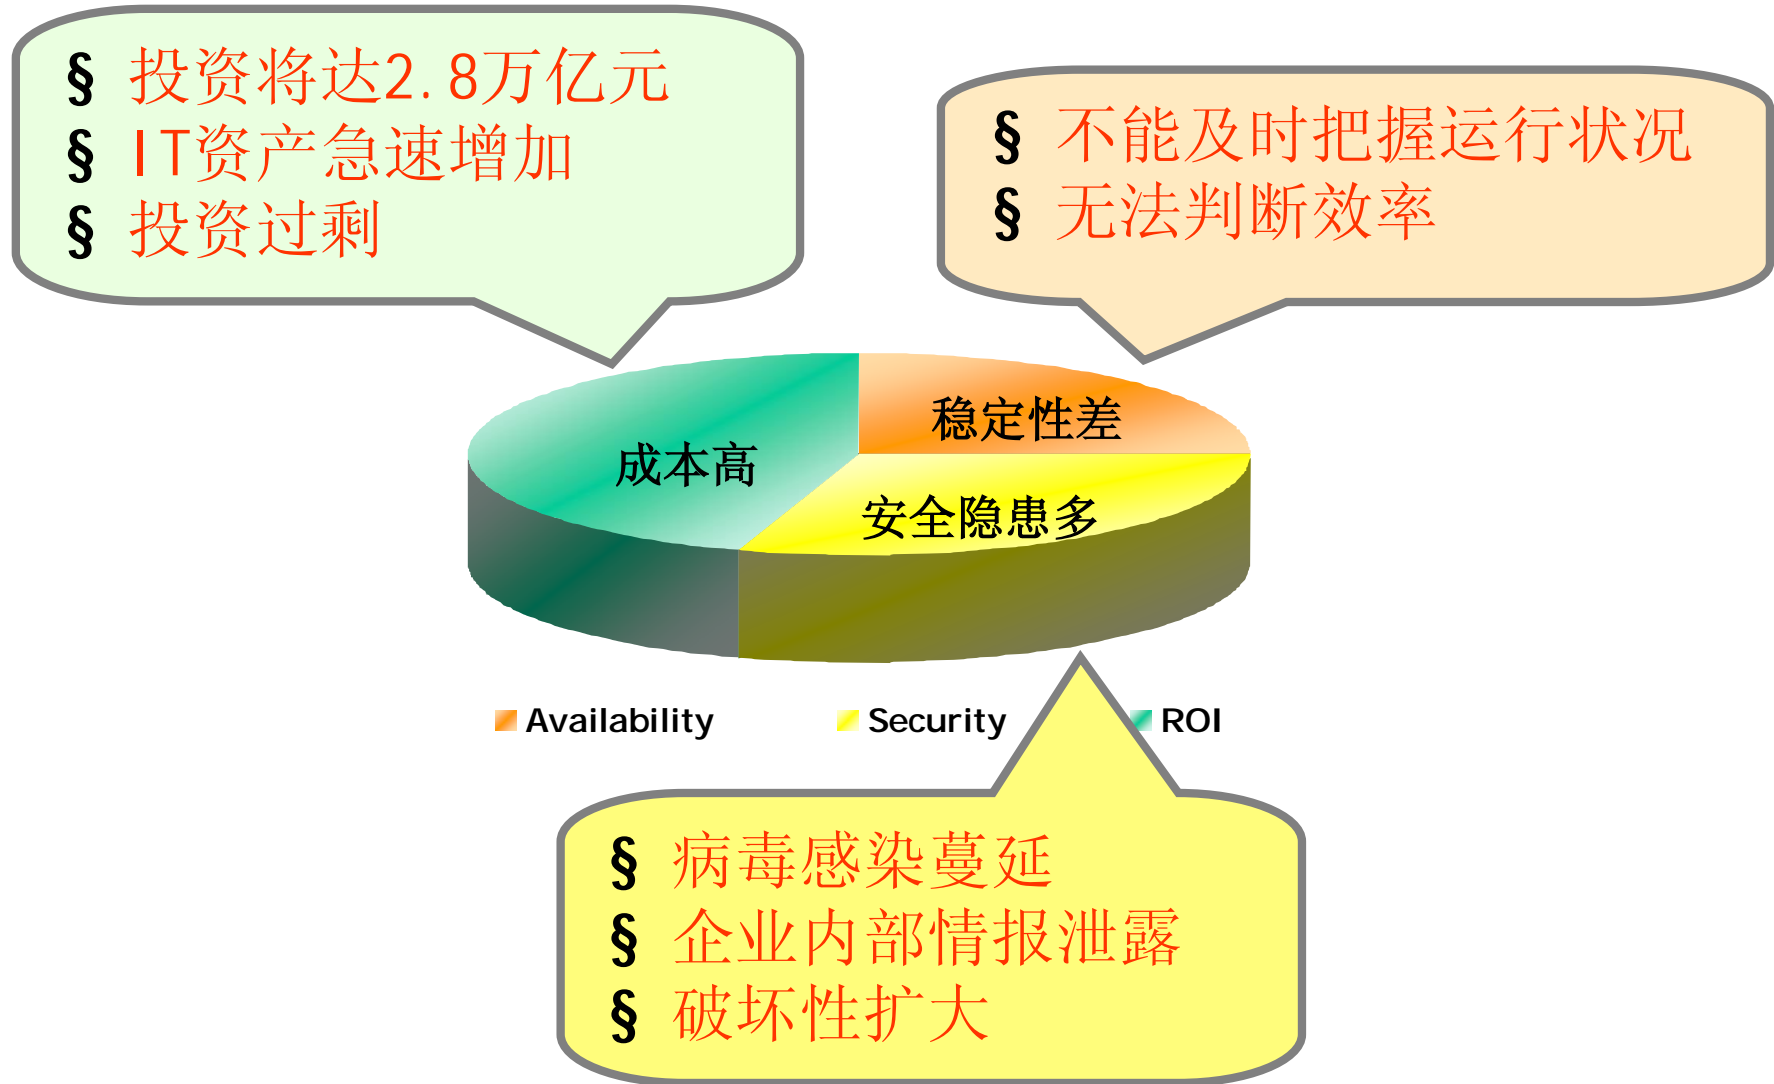 § 投资将达2.8万亿元
§ IT资产急速增加
§ 投资过剩
§ 不能及时把握运行状况
§ 无法判断效率
稳定性差
成本高
安全隐患多
Availability Security ROI
§ 病毒感染蔓延
§ 企业内部情报泄露
§ 破坏性扩大